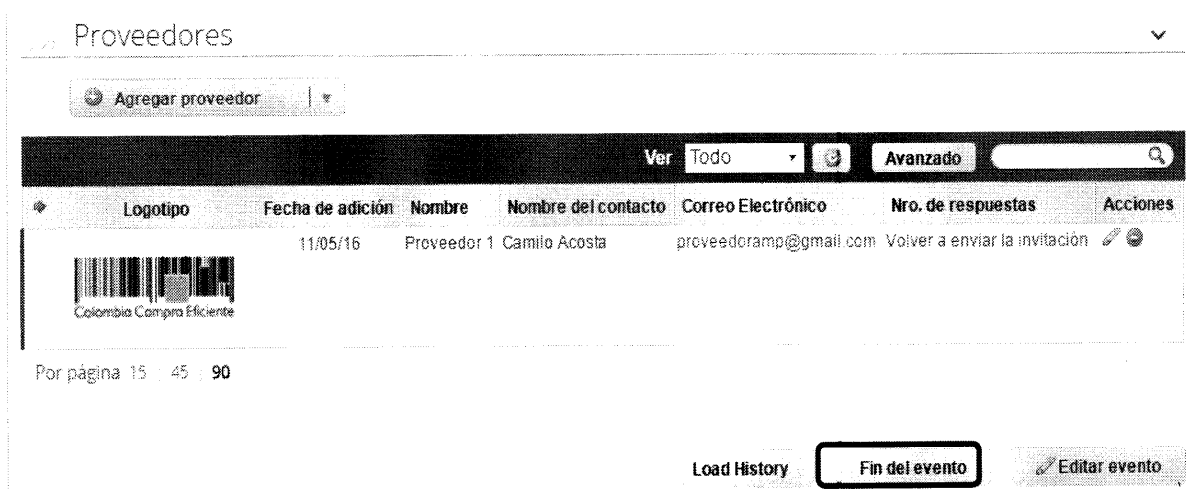 Proveedores
Agregar proveedor
Ver Todo Avanzado
Logotipo Fecha de adición Nombre Nombre del contacto Correo Electrónico Nro. de respuestas Acciones
11/05/16 Proveedor 1 Camilo Acosta proveedoramp@gmail.com Volver a enviar la invitación
Colombia Compra Eficiente
Por página 15 45 90
Load History Fin del evento Editar evento